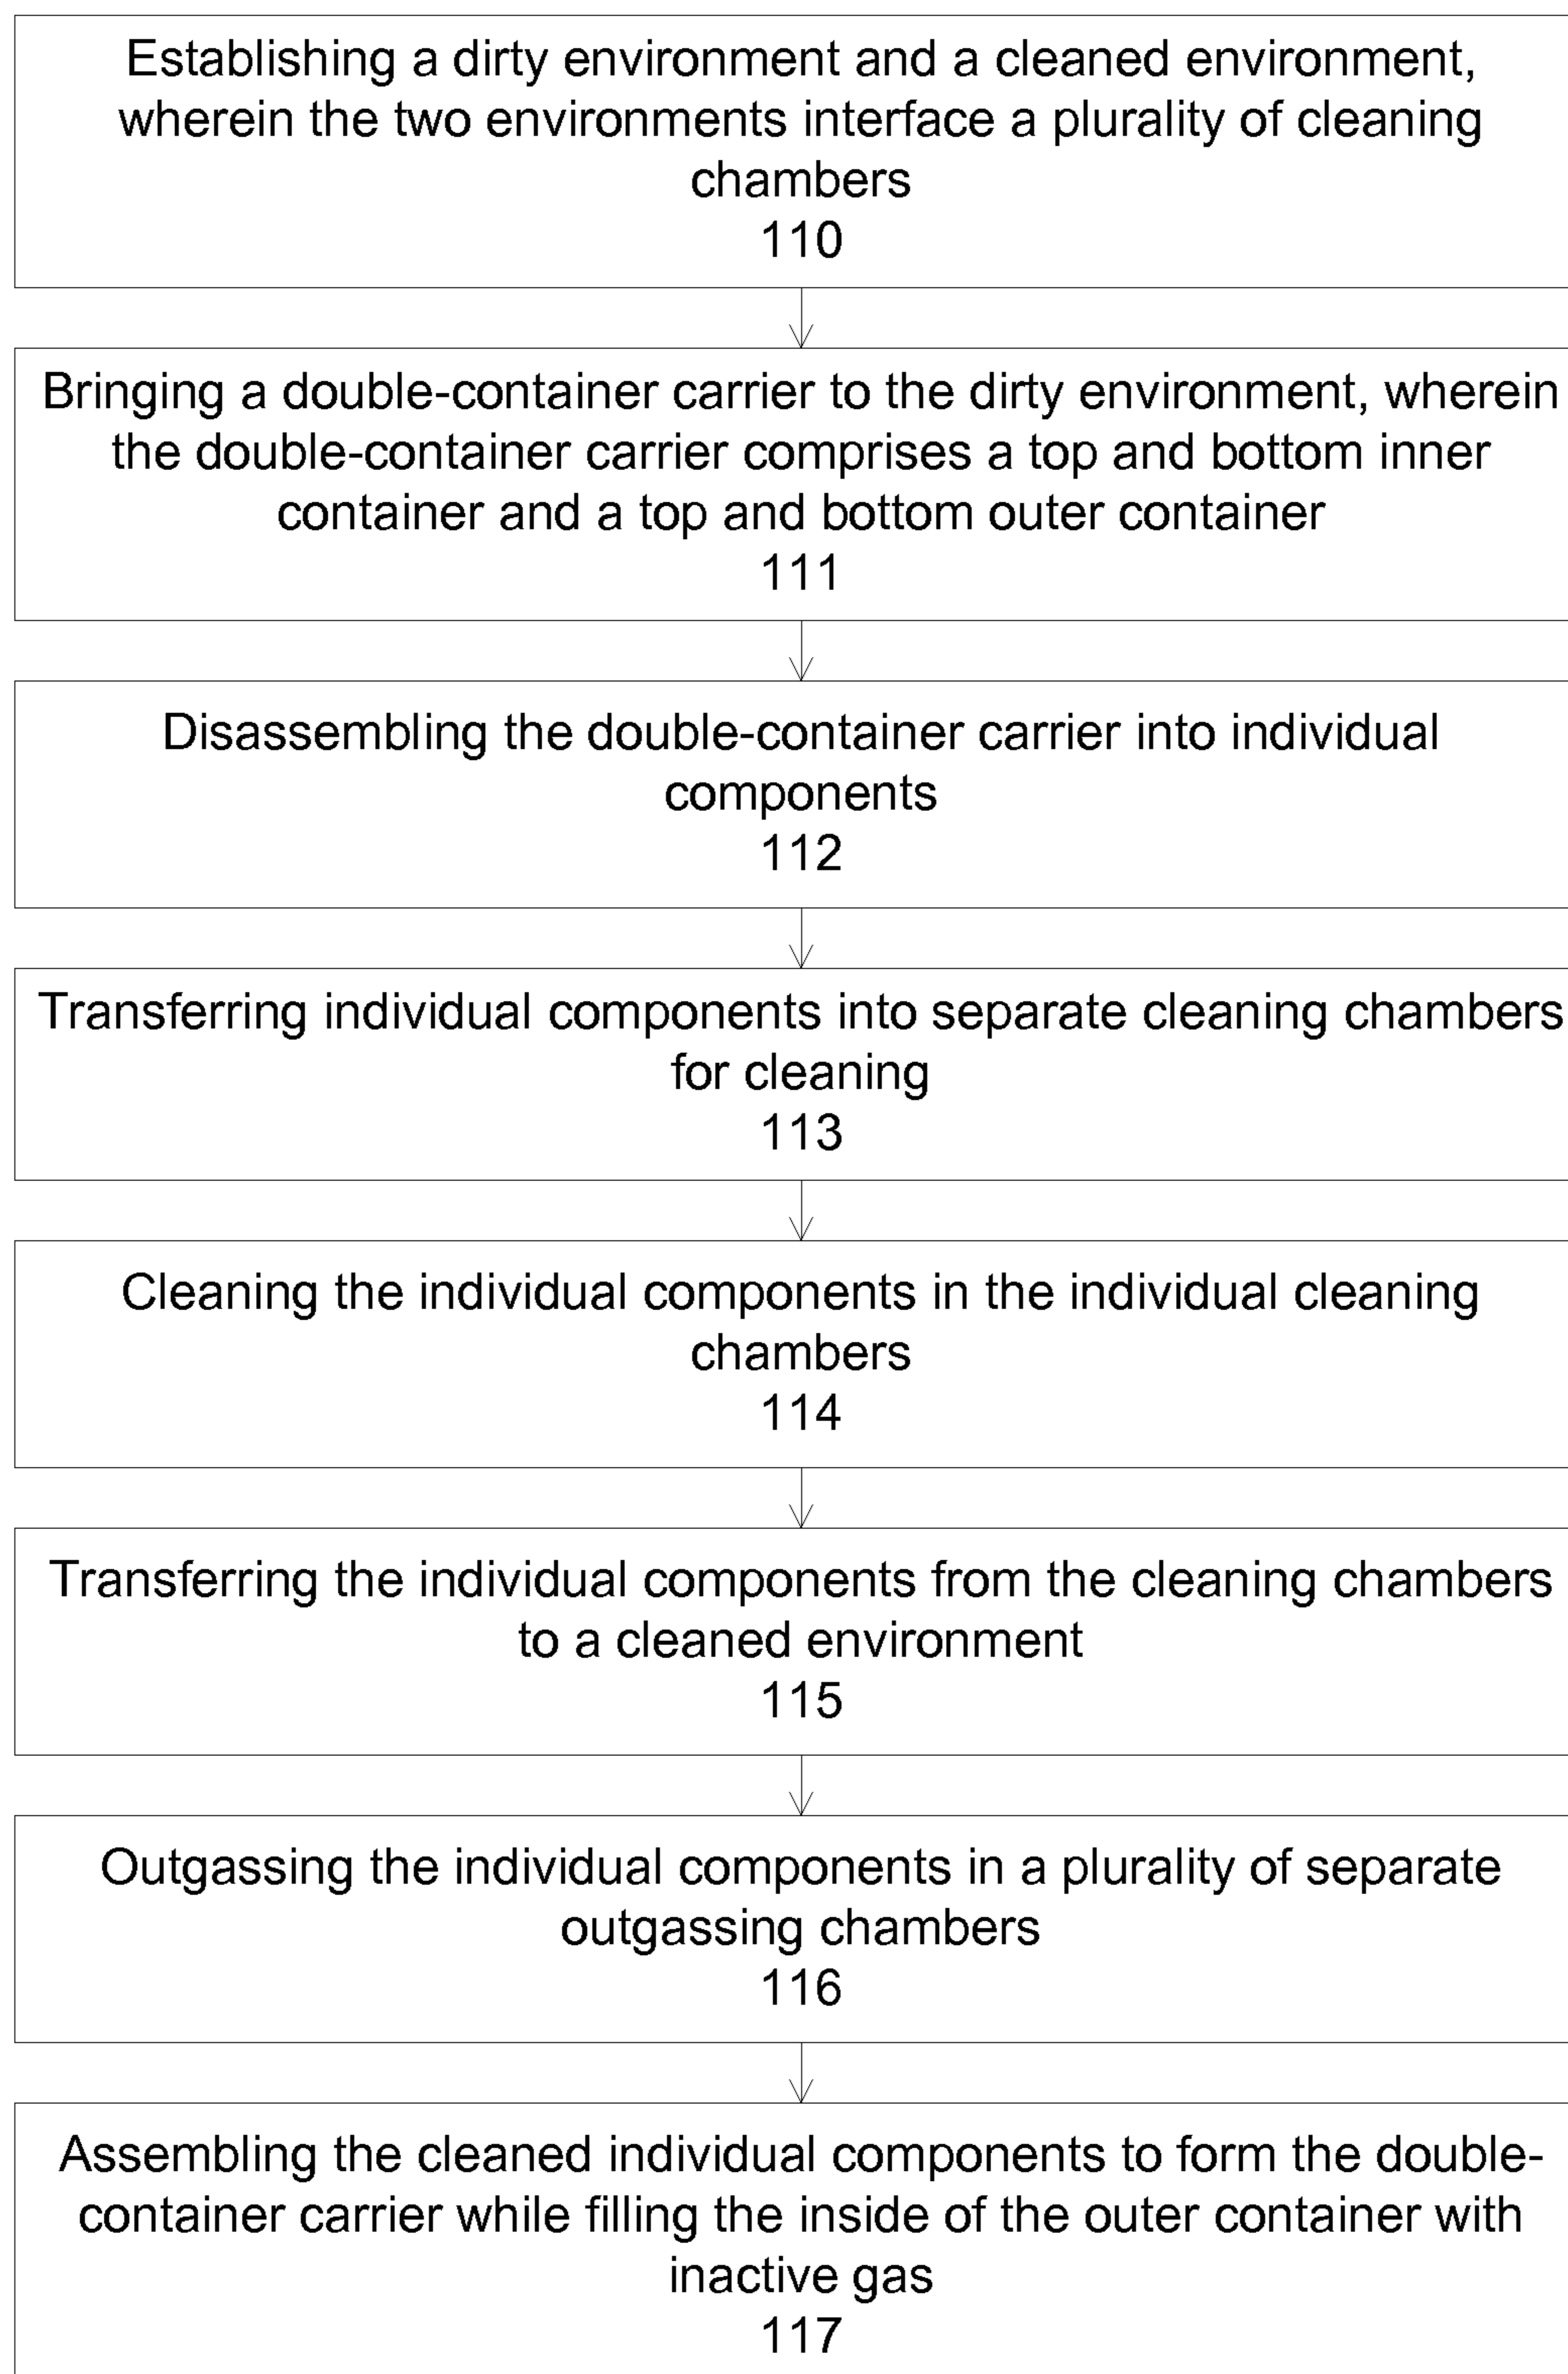 Establishing a dirty environment and a cleaned environment,
wherein the two environments interface a plurality of cleaning
chambers
110
Bringing a double-container carrier to the dirty environment, wherein
the double-container carrier comprises a top and bottom inner
container and a top and bottom outer container
111
Disassembling the double-container carrier into individual
components
112
Transferring individual components into separate cleaning chambers
for cleaning
113
Cleaning the individual components in the individual cleaning
chambers
114
Transferring the individual components from the cleaning chambers
to a cleaned environment
115
Outgassing the individual components in a plurality of separate
outgassing chambers
116
Assembling the cleaned individual components to form the double-
container carrier while filling the inside of the outer container with
inactive gas
117